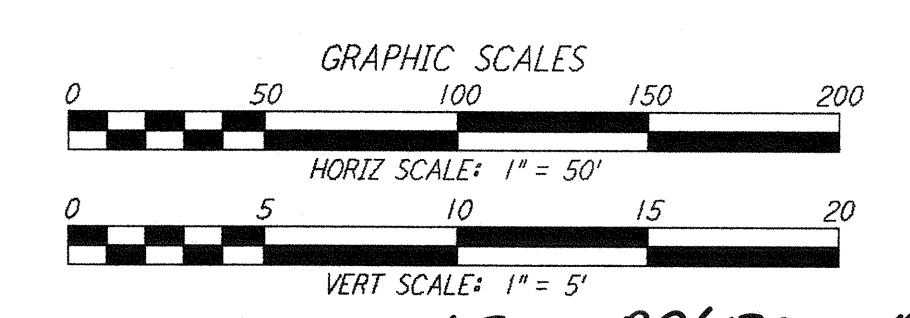 GRAPHIC SCALES
0 50 100 150 200
HORIZ SCALE: 1" = 50'
0 5 10 15 20
VERT SCALE: 1" = 5'